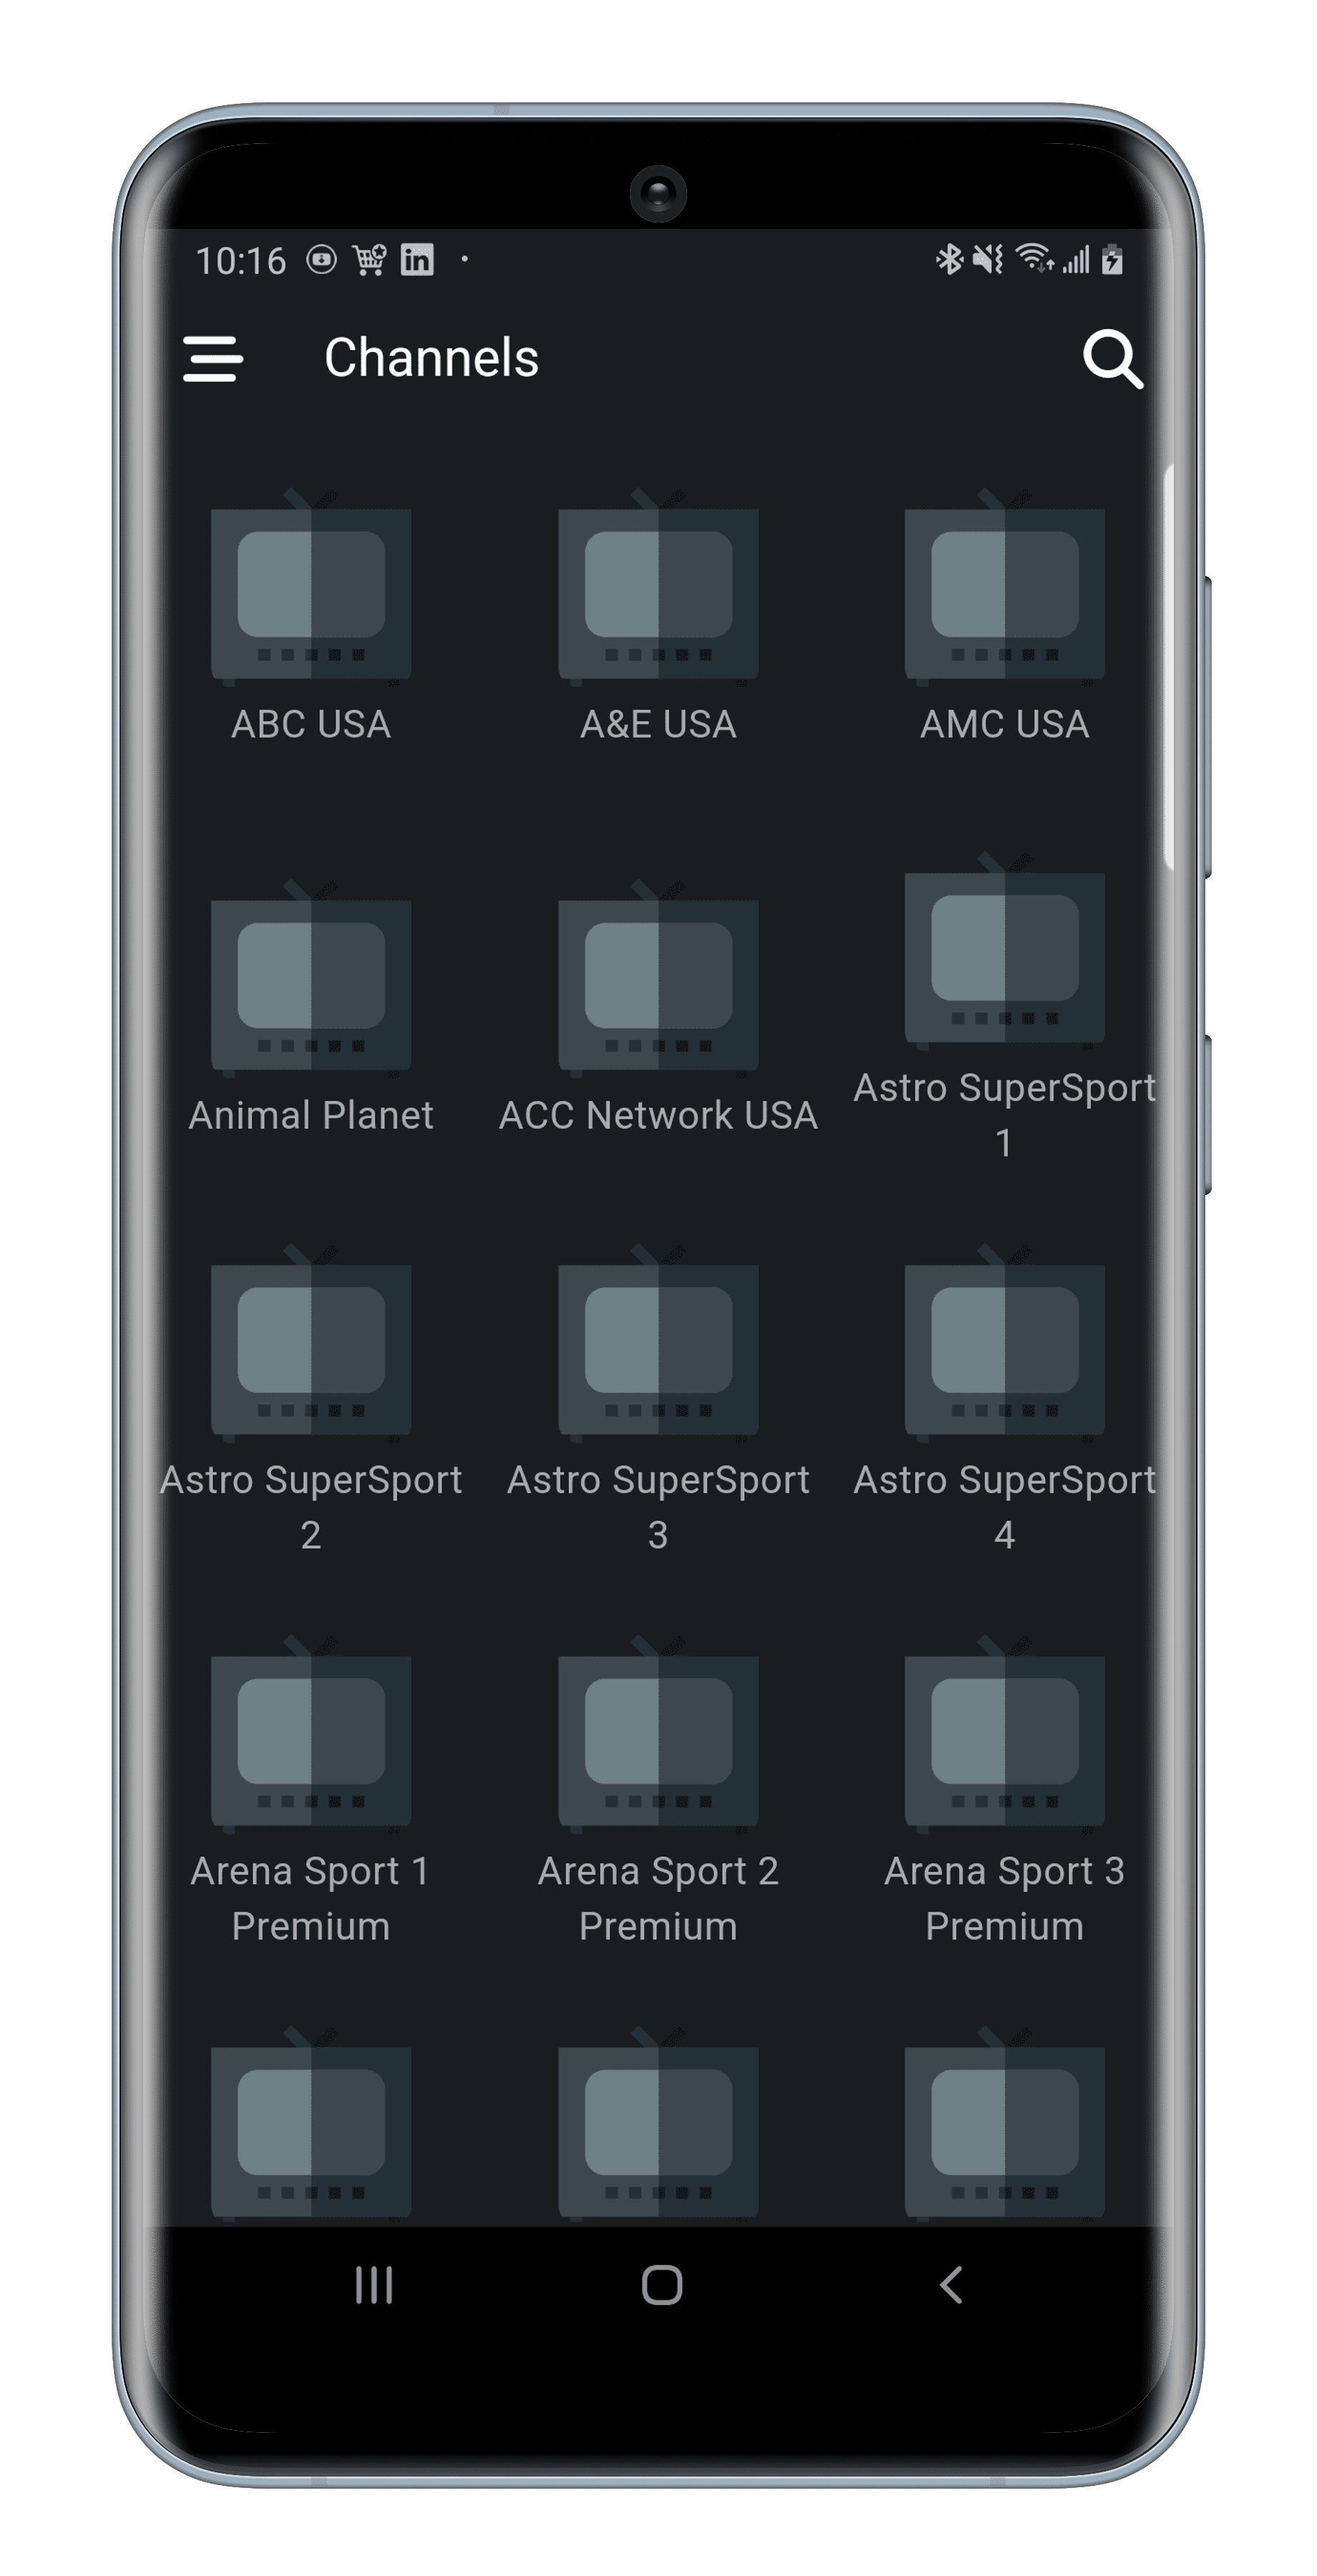 10:16 in
Channels
ABC USA A&E USA AMC USA
Animal Planet ACC Network USA Astro SuperSport
1
Astro SuperSport Astro SuperSport Astro SuperSport
2 3 4
Arena Sport 1 Arena Sport 2 Arena Sport 3
Premium Premium Premium